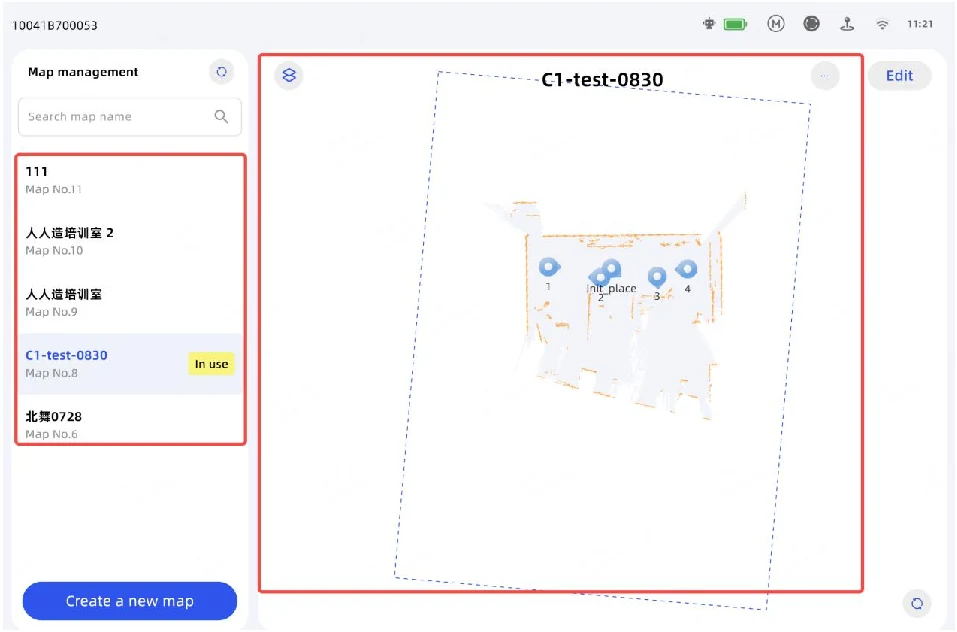 10041B700053
M
11:21
Map management
Search map name
111
Map No.11
人人造培训室 2
Map No.10
人人造培训室
Map No.9
C1-test-0830
Map No.8
In use
北舞0728
Map No.6
Create a new map
C1-test-0830
Edit
1
Init_place
2
3
4